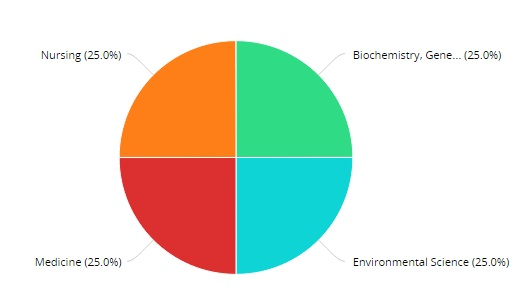 Nursing (25.0%)
Biochemistry, Gene... (25.0%)
Medicine (25.0%)
Environmental Science (25.0%)